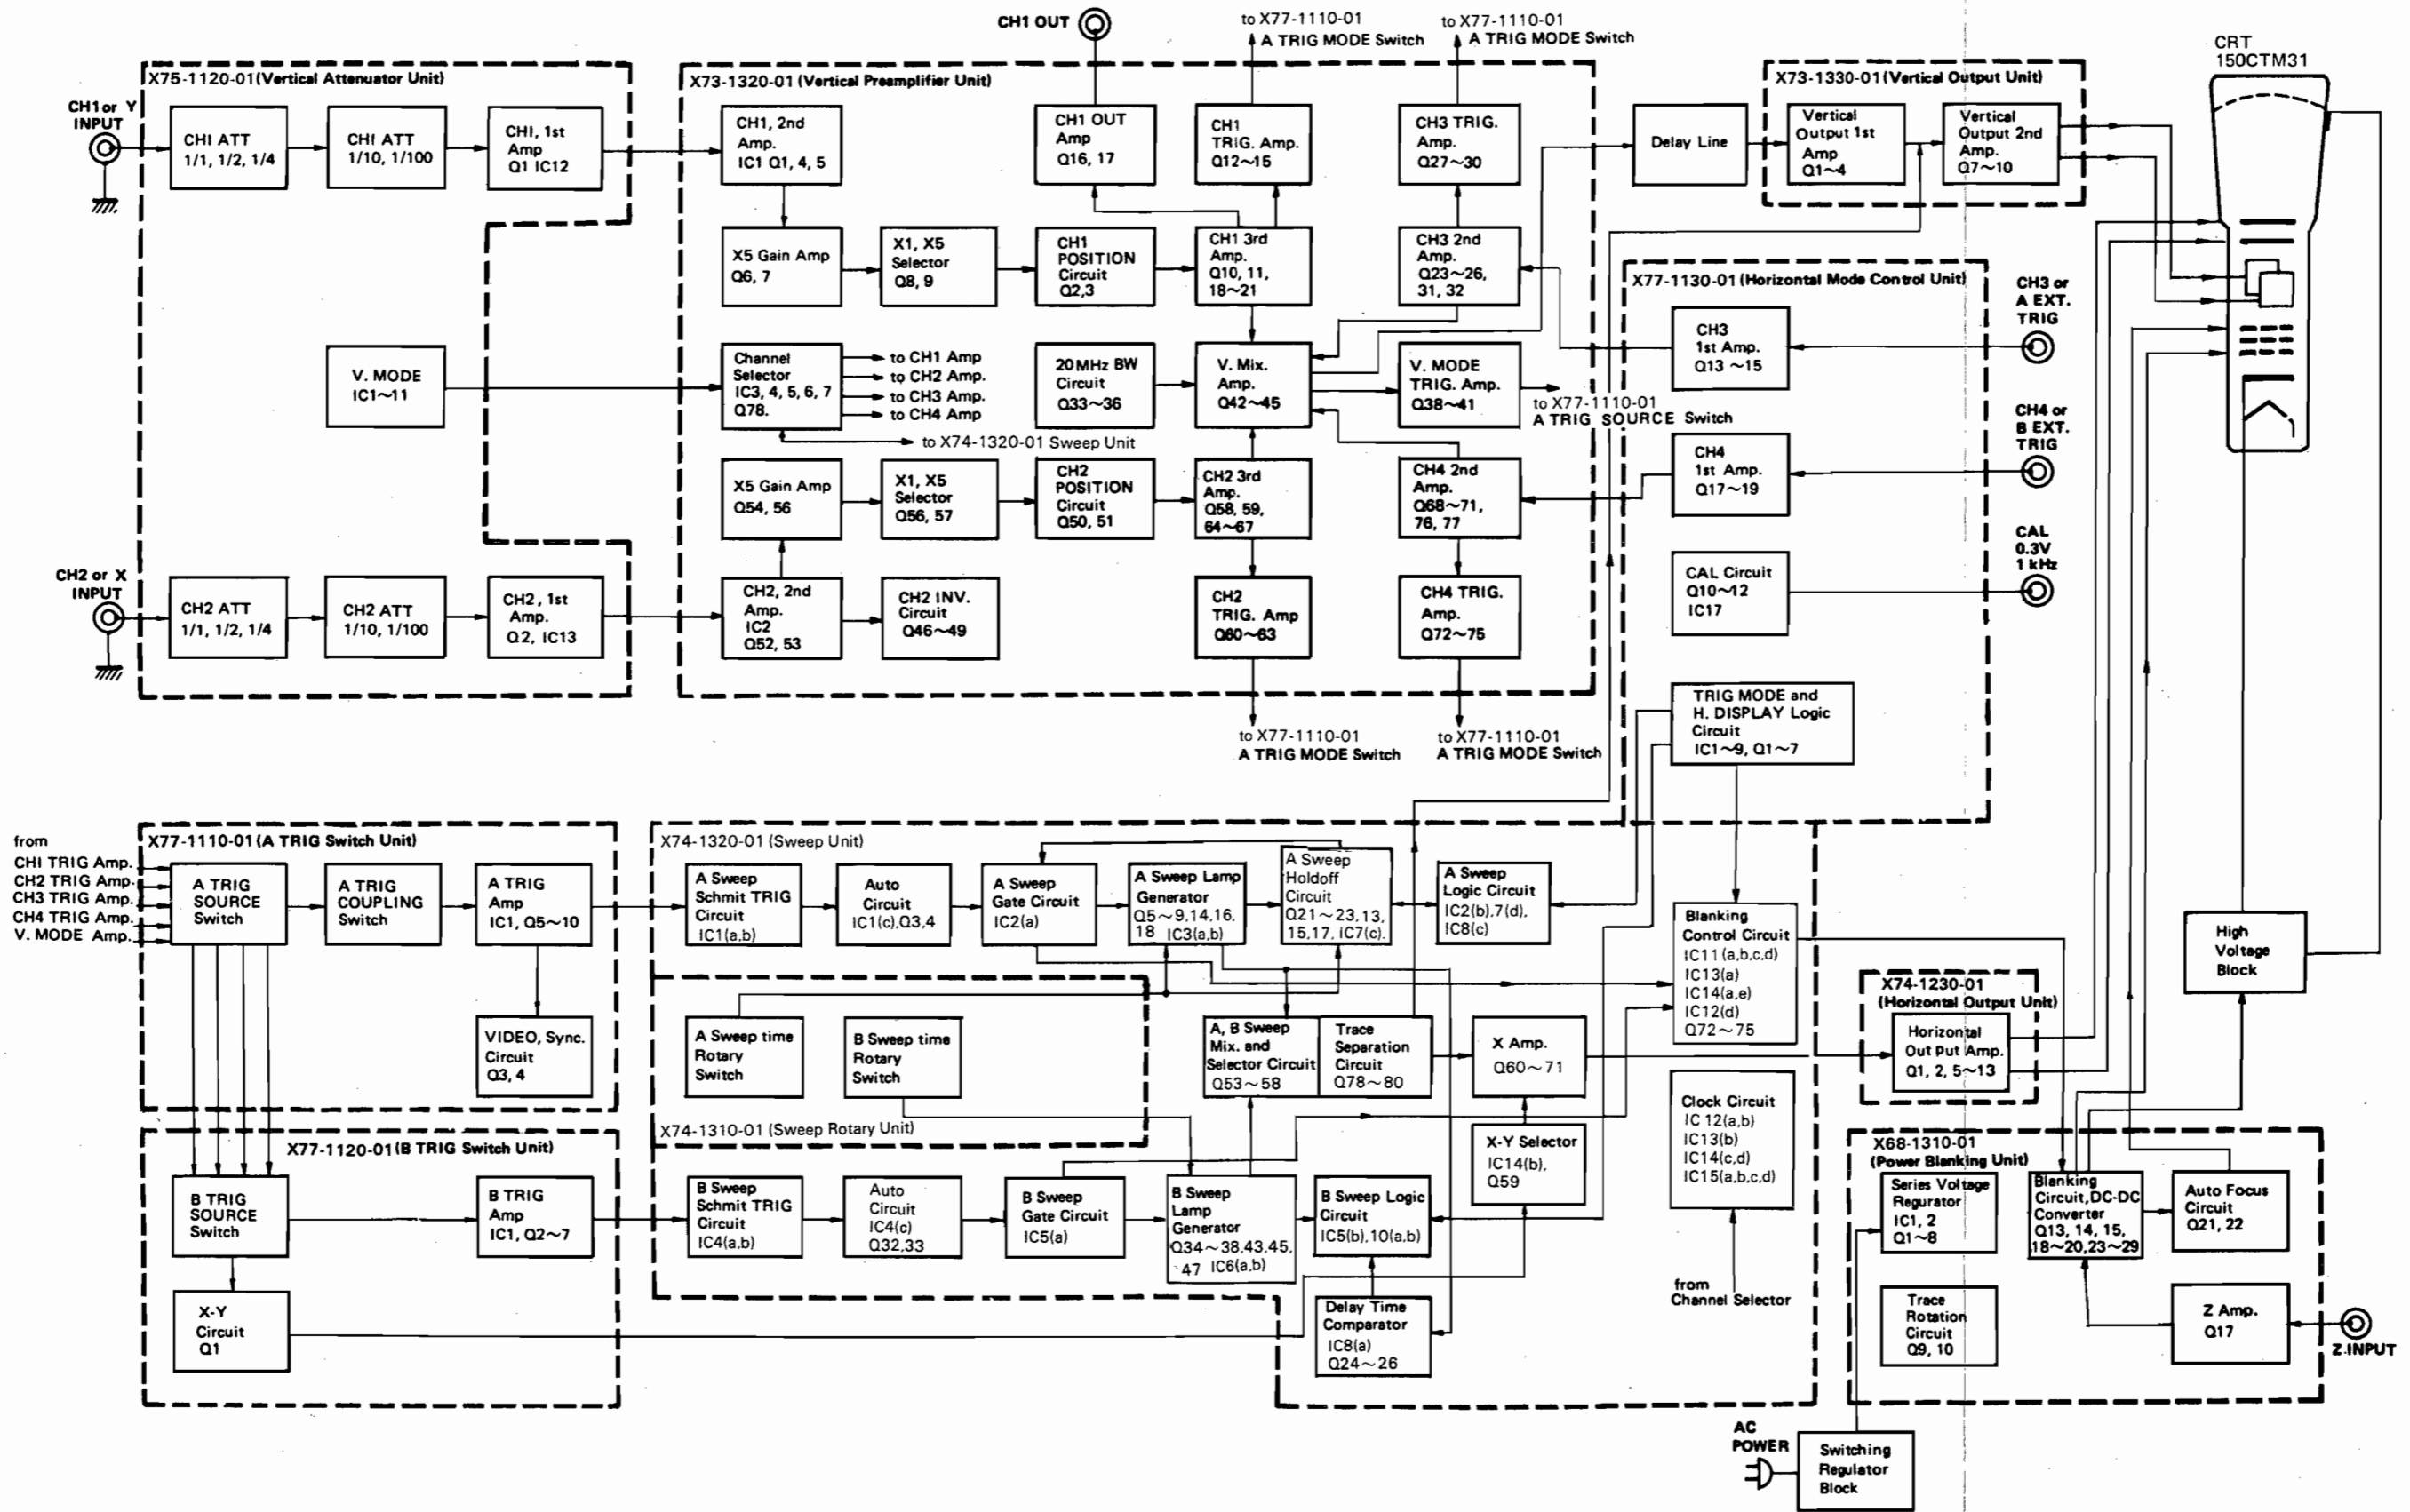 CH1 OUT
to X77-1110-01
A TRIG MODE Switch
to X77-1110-01
A TRIG MODE Switch
CRT
150CTM31
X75-1120-01 (Vertical Attenuator Unit)
CH1 or Y
INPUT
CHI ATT
1/1, 1/2, 1/4
CHI ATT
1/10, 1/100
CHI, 1st
Amp
Q1 IC12
V. MODE
IC1~11
CH2 or X
INPUT
CH2 ATT
1/1, 1/2, 1/4
CH2 ATT
1/10, 1/100
CH2, 1st
Amp.
Q2, IC13
X73-1320-01 (Vertical Preamplifier Unit)
CH1, 2nd
Amp.
IC1 Q1, 4, 5
CH1 OUT
Amp
Q16, 17
CH1
TRIG. Amp.
Q12~15
CH3 TRIG.
Amp.
Q27~30
X5 Gain Amp
Q6, 7
X1, X5
Selector
Q8, 9
CH1
POSITION
Circuit
Q2,3
CH1 3rd
Amp.
Q10, 11,
18~21
CH3 2nd
Amp.
Q23~26,
31, 32
Channel
Selector
IC3, 4, 5, 6, 7
Q78.
to CH1 Amp
to CH2 Amp.
to CH3 Amp.
to CH4 Amp
to X74-1320-01 Sweep Unit
20MHz BW
Circuit
Q33~36
V. Mix.
Amp.
Q42~45
V. MODE
TRIG. Amp.
Q38~41
to X77-1110-01
A TRIG SOURCE Switch
X5 Gain Amp
Q54, 56
X1, X5
Selector
Q56, 57
CH2
POSITION
Circuit
Q50, 51
CH2 3rd
Amp.
Q58, 59,
64~67
CH4 2nd
Amp.
Q68~71,
76, 77
CH2, 2nd
Amp.
IC2
Q52, 53
CH2 INV.
Circuit
Q46~49
CH2
TRIG. Amp
Q60~63
CH4 TRIG.
Amp.
Q72~75
to X77-1110-01
A TRIG MODE Switch
to X77-1110-01
A TRIG MODE Switch
Delay Line
X73-1330-01 (Vertical Output Unit)
Vertical
Output 1st
Amp
Q1~4
Vertical
Output 2nd
Amp.
Q7~10
X77-1130-01 (Horizontal Mode Control Unit)
CH3
1st Amp.
Q13 ~15
CH3 or
A EXT.
TRIG
CH4
1st Amp.
Q17~19
CH4 or
B EXT.
TRIG
CAL Circuit
Q10~12
IC17
CAL
0.3V
1 kHz
TRIG MODE and
H. DISPLAY Logic
Circuit
IC1~9, Q1~7
from
CHI TRIG Amp.
CH2 TRIG Amp.
CH3 TRIG Amp.
CH4 TRIG Amp.
V. MODE Amp.
X77-1110-01 (A TRIG Switch Unit)
A TRIG
SOURCE
Switch
A TRIG
COUPLING
Switch
A TRIG
Amp
IC1, Q5~10
VIDEO, Sync.
Circuit
Q3, 4
X77-1120-01 (B TRIG Switch Unit)
B TRIG
SOURCE
Switch
B TRIG
Amp
IC1, Q2~7
X-Y
Circuit
Q1
X74-1320-01 (Sweep Unit)
A Sweep
Schmit TRIG
Circuit
IC1(a,b)
Auto
Circuit
IC1(c),Q3,4
A Sweep
Gate Circuit
IC2(a)
A Sweep Lamp
Generator
Q5~9,14,16,
18 IC3(a,b)
A Sweep
Holdoff
Circuit
Q21~23,13,
15,17, IC7(c).
A Sweep
Logic Circuit
IC2(b),7(d),
IC8(c)
Blanking
Control Circuit
IC11(a,b,c,d)
IC13(a)
IC14(a,e)
IC12(d)
Q72~75
A Sweep time
Rotary
Switch
B Sweep time
Rotary
Switch
X74-1310-01 (Sweep Rotary Unit)
A, B Sweep
Mix. and
Selector Circuit
Q53~58
Trace
Separation
Circuit
Q78~80
X Amp.
Q60~71
X-Y Selector
IC14(b),
Q59
Clock Circuit
IC 12(a,b)
IC13(b)
IC14(c,d)
IC15(a,b,c,d)
from
Channel Selector
B Sweep
Schmit TRIG
Circuit
IC4(a,b)
Auto
Circuit
IC4(c)
Q32,33
B Sweep
Gate Circuit
IC5(a)
B Sweep
Lamp
Generator
Q34~38,43,45,
47 IC6(a,b)
B Sweep Logic
Circuit
IC5(b),10(a,b)
Delay Time
Comparator
IC8(a)
Q24~26
X74-1230-01
(Horizontal Output Unit)
Horizontal
Out put Amp.
Q1, 2, 5~13
High
Voltage
Block
X68-1310-01
(Power Blanking Unit)
Series Voltage
Regurator
IC1, 2
Q1~8
Blanking
Circuit,DC-DC
Converter
Q13, 14, 15,
18~20,23~29
Auto Focus
Circuit
Q21, 22
Trace
Rotation
Circuit
Q9, 10
Z Amp.
Q17
Z.INPUT
AC
POWER
Switching
Regulator
Block